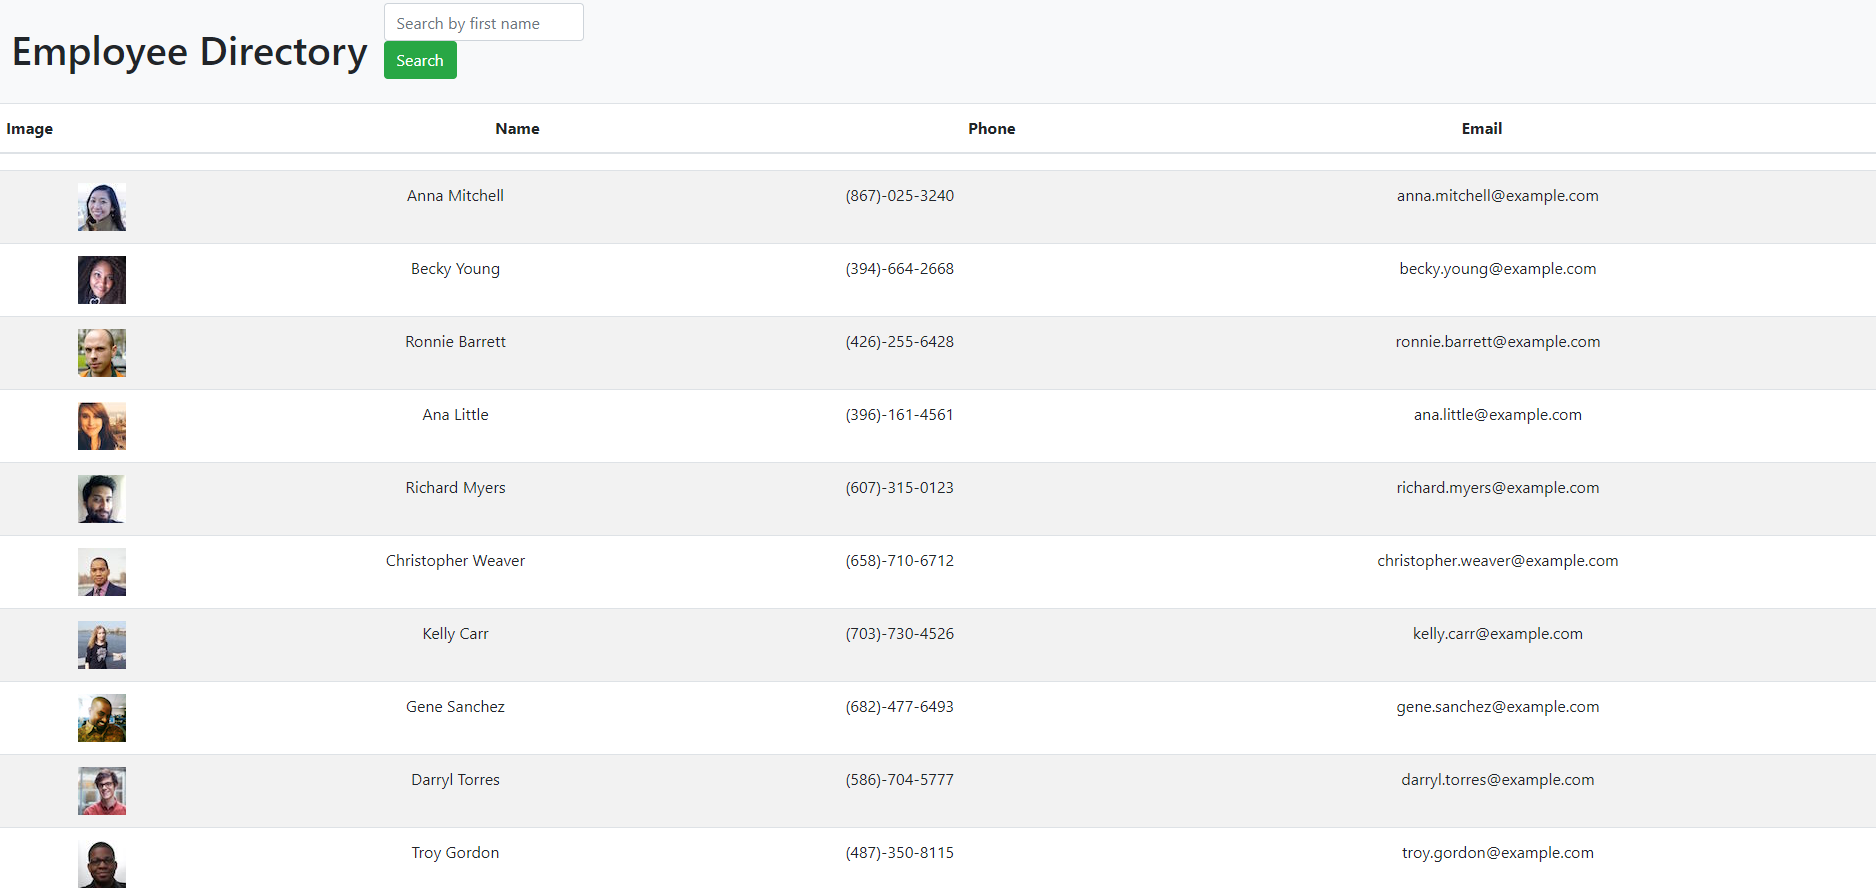 Employee Directory
Search by first name
Search
Image Name Phone Email
Anna Mitchell (867)-025-3240 anna.mitchell@example.com
Becky Young (394)-664-2668 becky.young@example.com
Ronnie Barrett (426)-255-6428 ronnie.barrett@example.com
Ana Little (396)-161-4561 ana.little@example.com
Richard Myers (607)-315-0123 richard.myers@example.com
Christopher Weaver (658)-710-6712 christopher.weaver@example.com
Kelly Carr (703)-730-4526 kelly.carr@example.com
Gene Sanchez (682)-477-6493 gene.sanchez@example.com
Darryl Torres (586)-704-5777 darryl.torres@example.com
Troy Gordon (487)-350-8115 troy.gordon@example.com